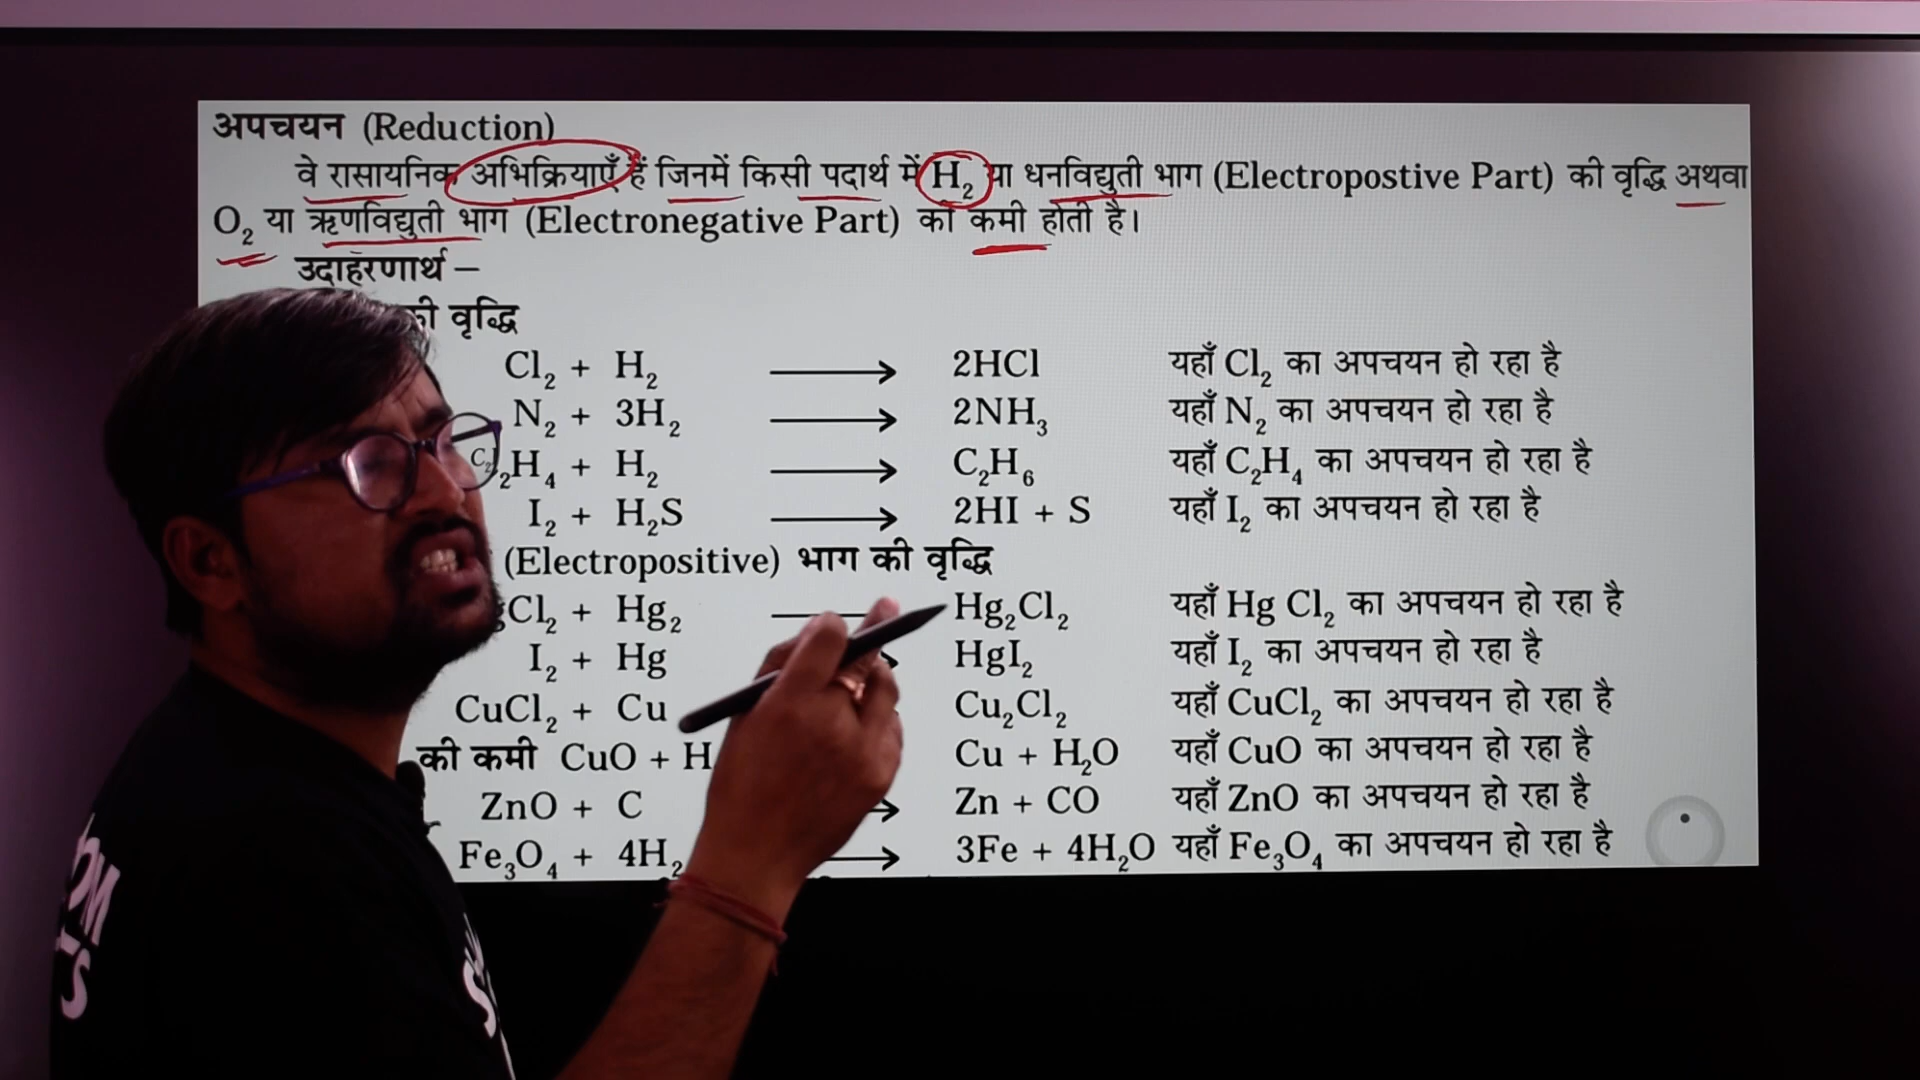 अपचयन (Reduction)
वे रासायनिक अभिक्रियाएँ हैं जिनमें किसी पदार्थ में H₂ या धनविद्युती भाग (Electropostive Part) की वृद्धि अथवा
O₂ या ऋणविद्युती भाग (Electronegative Part) की कमी होती है।
उदाहरणार्थ –
की वृद्धि
Cl₂ + H₂ ⟶ 2HCl यहाँ Cl₂ का अपचयन हो रहा है
N₂ + 3H₂ ⟶ 2NH₃ यहाँ N₂ का अपचयन हो रहा है
C₂H₄ + H₂ ⟶ C₂H₆ यहाँ C₂H₄ का अपचयन हो रहा है
I₂ + H₂S ⟶ 2HI + S यहाँ I₂ का अपचयन हो रहा है
(Electropositive) भाग की वृद्धि
gCl₂ + Hg₂ ⟶ Hg₂Cl₂ यहाँ Hg Cl₂ का अपचयन हो रहा है
I₂ + Hg ⟶ HgI₂ यहाँ I₂ का अपचयन हो रहा है
CuCl₂ + Cu Cu₂Cl₂ यहाँ CuCl₂ का अपचयन हो रहा है
की कमी CuO + H Cu + H₂O यहाँ CuO का अपचयन हो रहा है
ZnO + C ⟶ Zn + CO यहाँ ZnO का अपचयन हो रहा है
Fe₃O₄ + 4H₂ ⟶ 3Fe + 4H₂O यहाँ Fe₃O₄ का अपचयन हो रहा है